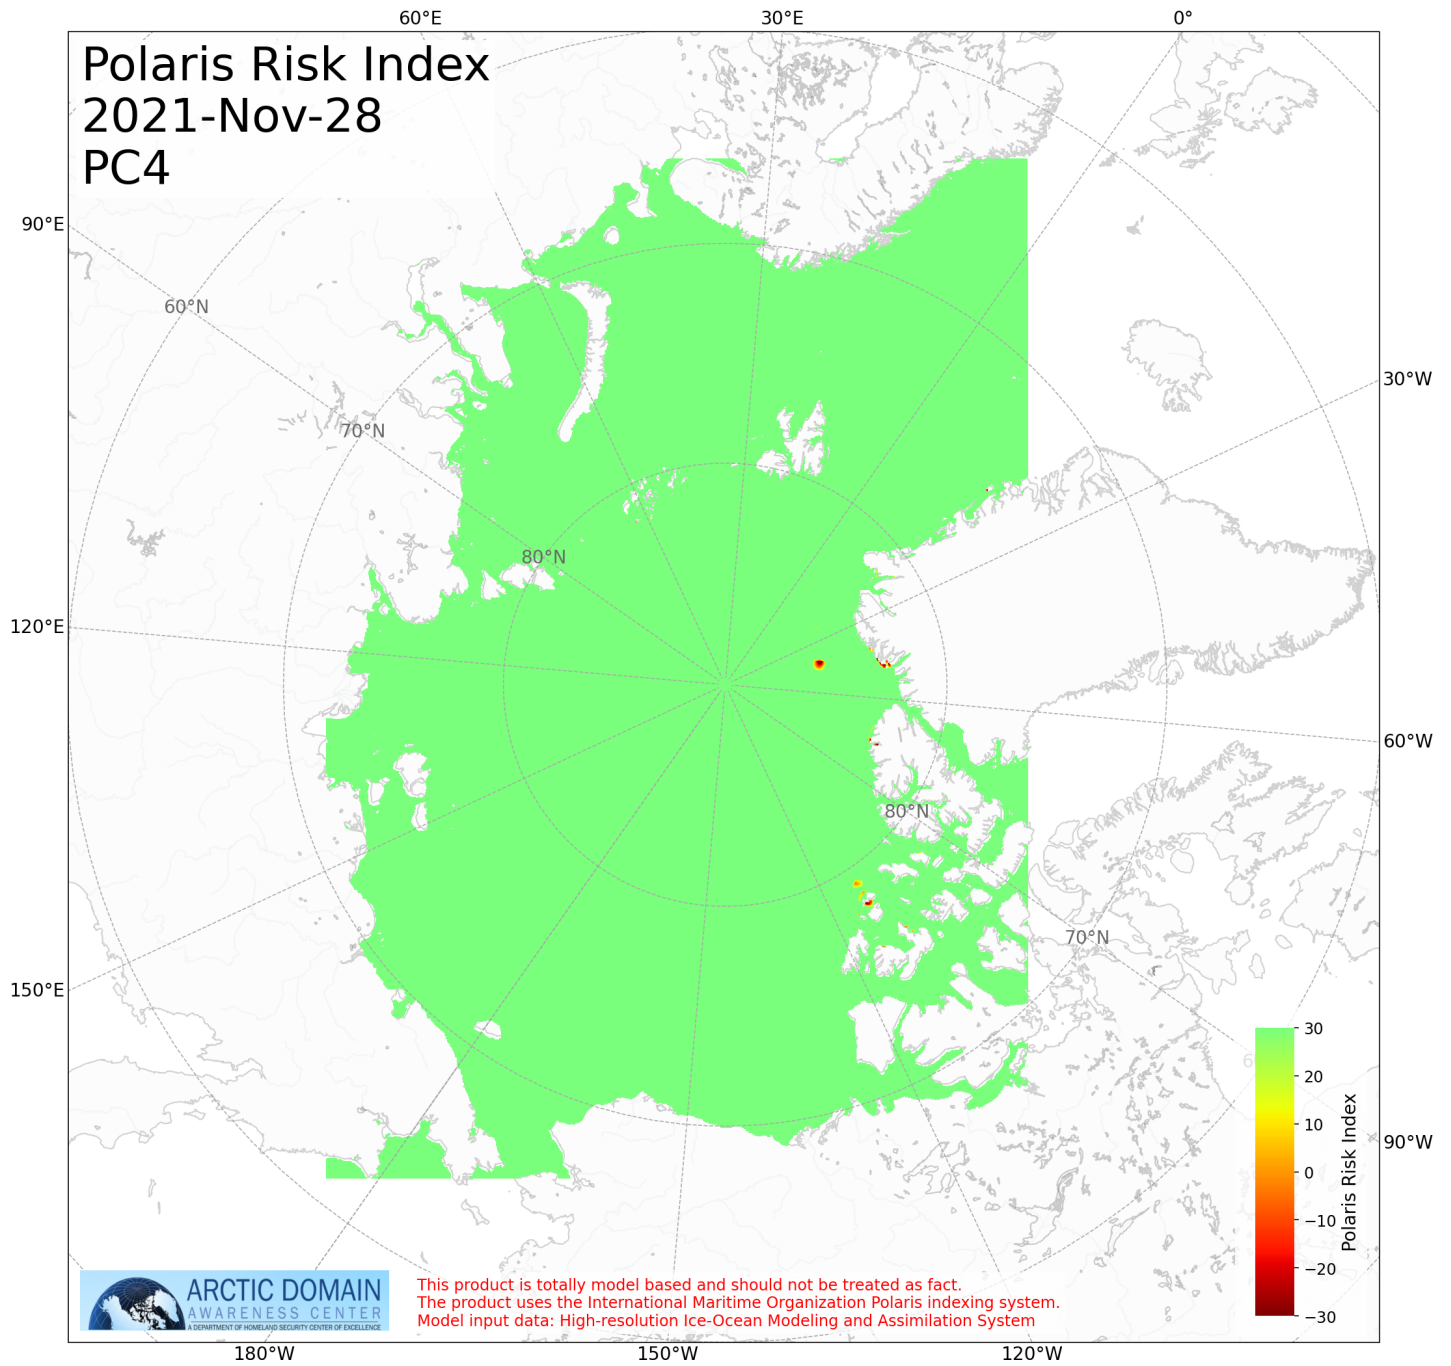 60°E 30°E 0°
Polaris Risk Index
2021-Nov-28
PC4
90°E
60°N
30°W
70°N
80°N
120°E
60°W
80°N
70°N
150°E
30
20
10
0
−10
−20
−30
Polaris Risk Index
90°W
ARCTIC DOMAIN
AWARENESS CENTER
A DEPARTMENT OF HOMELAND SECURITY CENTER OF EXCELLENCE
This product is totally model based and should not be treated as fact.
The product uses the International Maritime Organization Polaris indexing system.
Model input data: High-resolution Ice-Ocean Modeling and Assimilation System
180°W 150°W 120°W